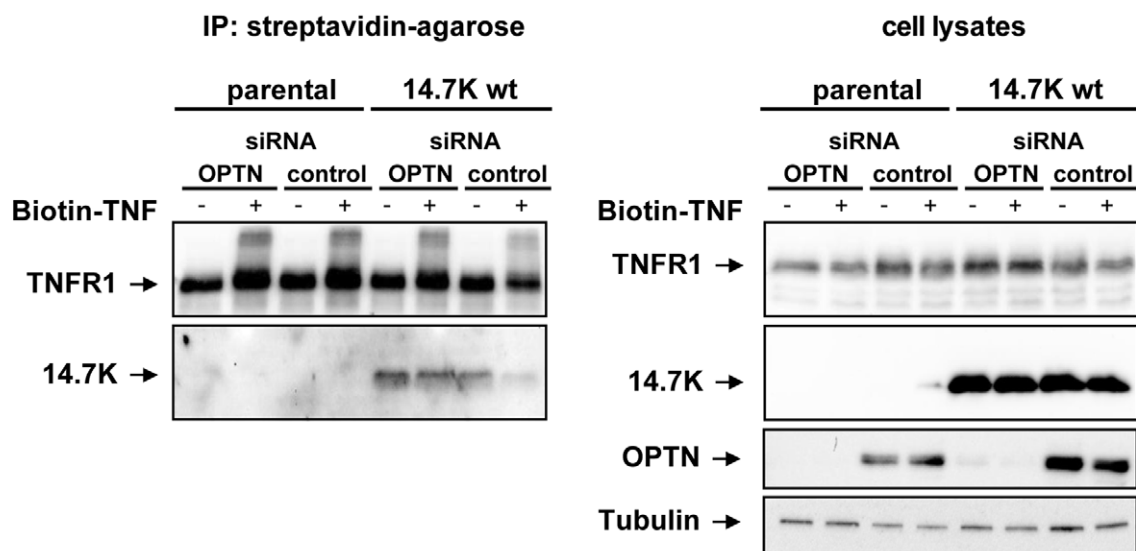 IP: streptavidin-agarose
parental 14.7K wt
siRNA siRNA
OPTN control OPTN control
Biotin-TNF - + - + - + - +
TNFR1 →
14.7K →
cell lysates
parental 14.7K wt
siRNA siRNA
OPTN control OPTN control
Biotin-TNF - + - + - + - +
TNFR1 →
14.7K →
OPTN →
Tubulin →